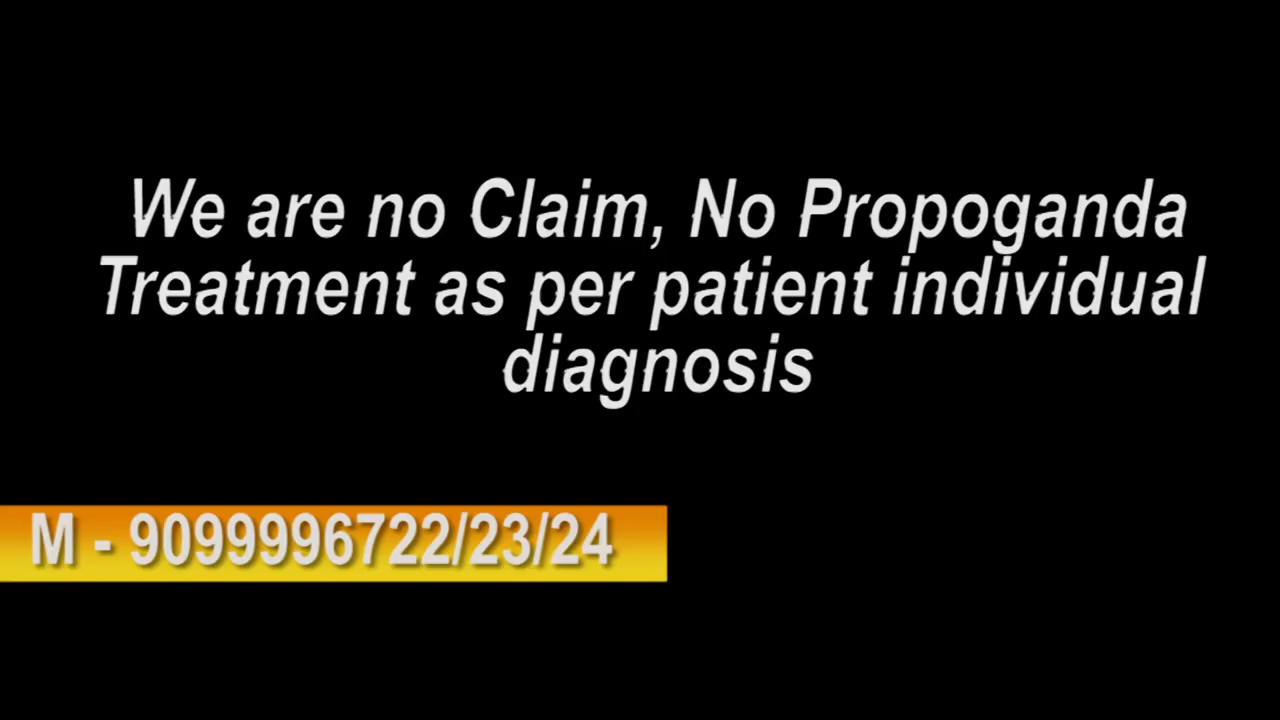 We are no Claim, No Propoganda
Treatment as per patient individual
diagnosis
M - 9099996722/23/24